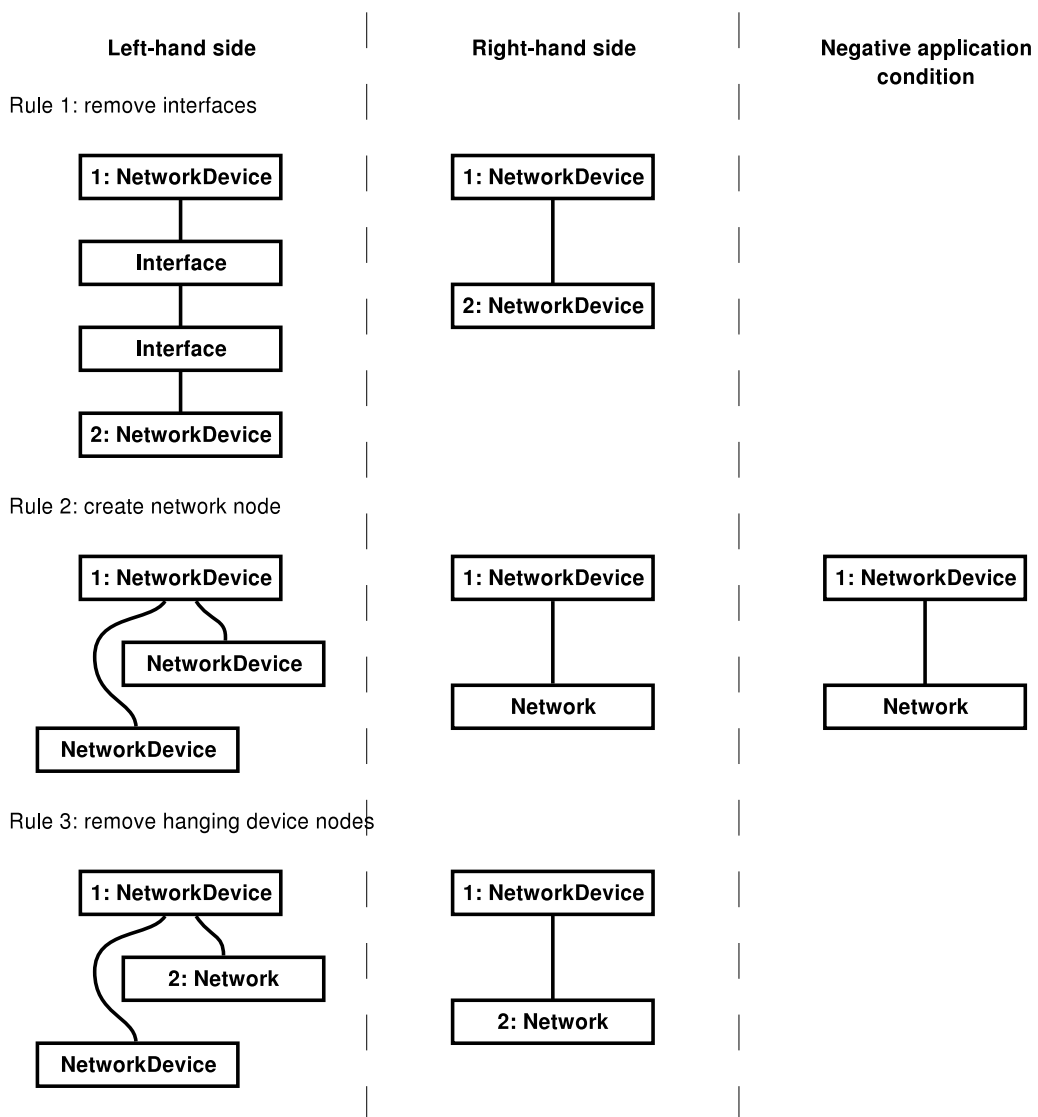 Left-hand side
Right-hand side
Negative application
condition
Rule 1: remove interfaces
1: NetworkDevice
Interface
Interface
2: NetworkDevice
1: NetworkDevice
2: NetworkDevice
Rule 2: create network node
1: NetworkDevice
NetworkDevice
NetworkDevice
1: NetworkDevice
Network
1: NetworkDevice
Network
Rule 3: remove hanging device nodes
1: NetworkDevice
2: Network
NetworkDevice
1: NetworkDevice
2: Network